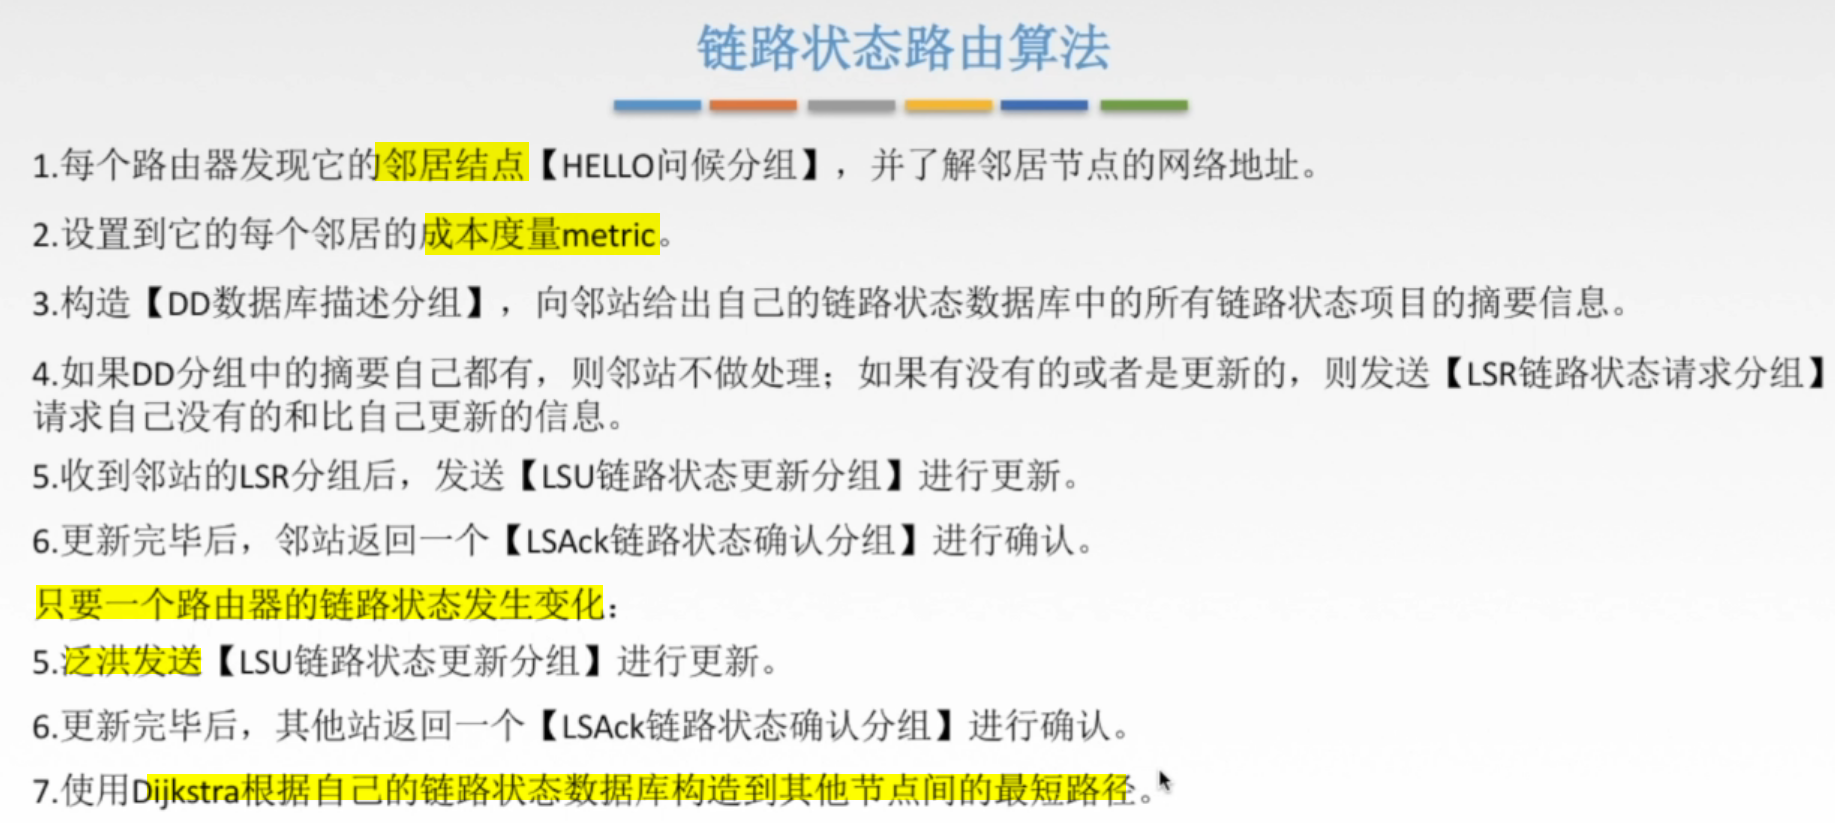 链路状态路由算法
1.每个路由器发现它的邻居结点【HELLO问候分组】，并了解邻居节点的网络地址。
2.设置到它的每个邻居的成本度量metric。
3.构造【DD数据库描述分组】，向邻站给出自己的链路状态数据库中的所有链路状态项目的摘要信息。
4.如果DD分组中的摘要自己都有，则邻站不做处理；如果有没有的或者是更新的，则发送【LSR链路状态请求分组】
请求自己没有的和比自己更新的信息。
5.收到邻站的LSR分组后，发送【LSU链路状态更新分组】进行更新。
6.更新完毕后，邻站返回一个【LSAck链路状态确认分组】进行确认。
只要一个路由器的链路状态发生变化：
5.泛洪发送【LSU链路状态更新分组】进行更新。
6.更新完毕后，其他站返回一个【LSAck链路状态确认分组】进行确认。
7.使用Dijkstra根据自己的链路状态数据库构造到其他节点间的最短路径。